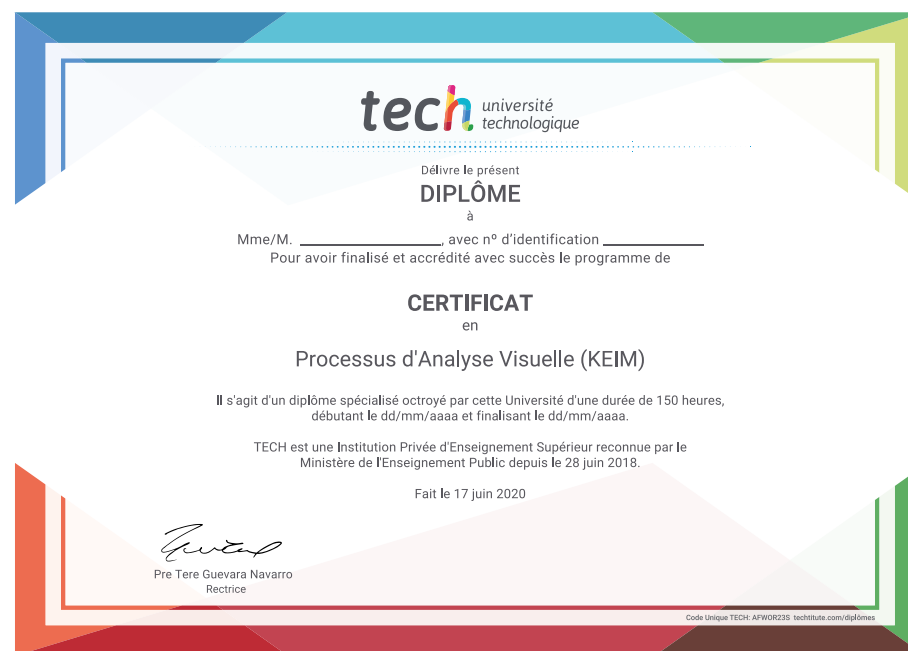 tech université
technologique
Délivre le présent
DIPLÔME
à
Mme/M. ____________________, avec nº d'identification ______________
Pour avoir finalisé et accrédité avec succès le programme de
CERTIFICAT
en
Processus d'Analyse Visuelle (KEIM)
Il s'agit d'un diplôme spécialisé octroyé par cette Université d'une durée de 150 heures,
débutant le dd/mm/aaaa et finalisant le dd/mm/aaaa.
TECH est une Institution Privée d'Enseignement Supérieur reconnue par le
Ministère de l'Enseignement Public depuis le 28 juin 2018.
Fait le 17 juin 2020
Pre Tere Guevara Navarro
Rectrice
Code Unique TECH: AFWOR23S techtitute.com/diplômes